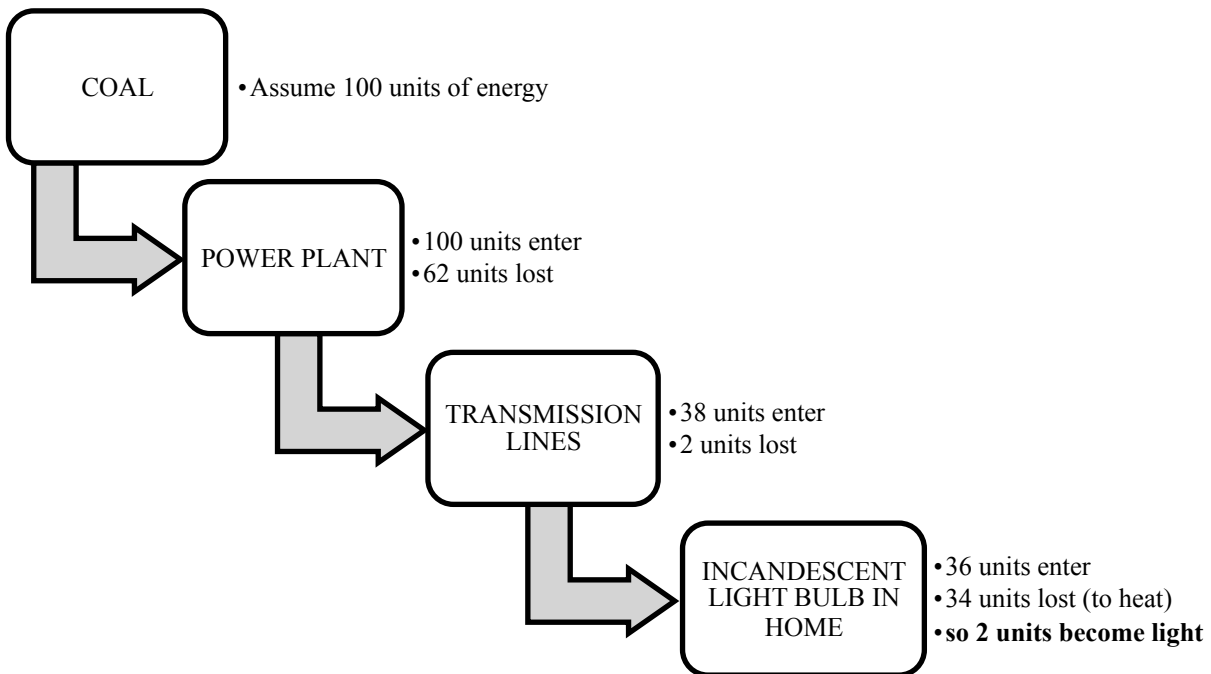 COAL
•Assume 100 units of energy
POWER PLANT
•100 units enter
•62 units lost
TRANSMISSION
LINES
•38 units enter
•2 units lost
INCANDESCENT
LIGHT BULB IN
HOME
•36 units enter
•34 units lost (to heat)
•so 2 units become light